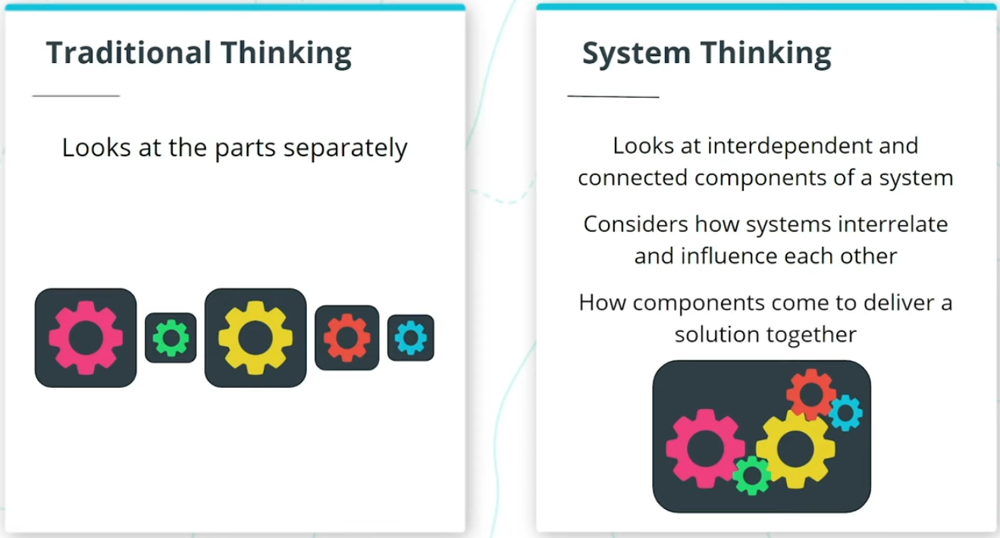 Traditional Thinking
Looks at the parts separately
System Thinking
Looks at interdependent and
connected components of a system
Considers how systems interrelate
and influence each other
How components come to deliver a
solution together